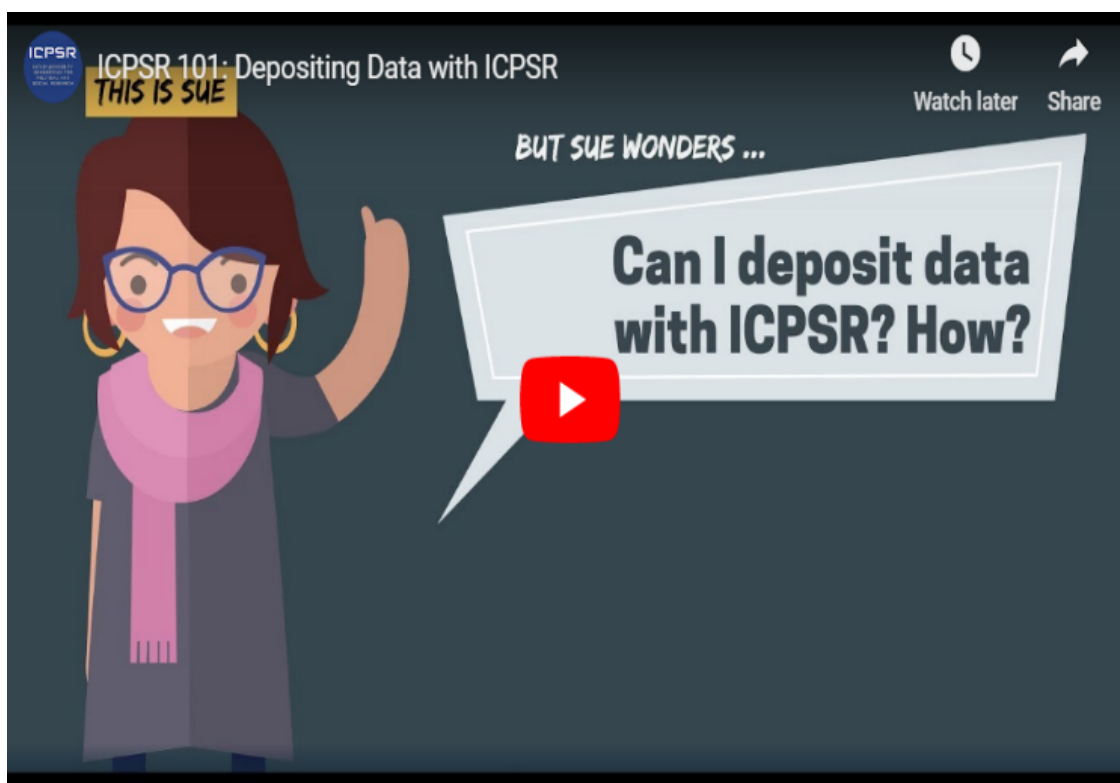 ICPSR
ICPSR 101: Depositing Data with ICPSR
THIS IS SUE
Watch later
Share
BUT SUE WONDERS ...
Can I deposit data
with ICPSR? How?